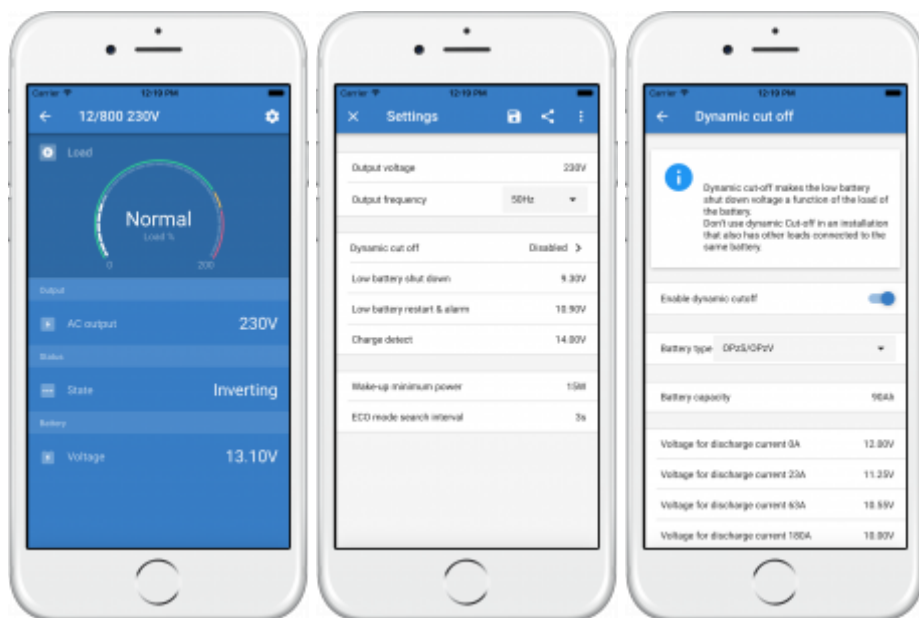 Carrier 12:19 PM
12/800 230V
Load
Normal
Load %
0 200
Output
AC output 230V
Status
State Inverting
Battery
Voltage 13.10V
Carrier 12:19 PM
Settings
Output voltage 230V
Output frequency 50Hz
Dynamic cut off Disabled
Low battery shut down 9.30V
Low battery restart & alarm 10.90V
Charge detect 14.00V
Wake-up minimum power 15W
ECO mode search interval 3s
Carrier 12:19 PM
Dynamic cut off
i
Dynamic cut-off makes the low battery
shut down voltage a function of the load of
the battery.
Don't use dynamic Cut-off in an installation
that also has other loads connected to the
same battery.
Enable dynamic cutoff
Battery type OPzS/OPzV
Battery capacity 90Ah
Voltage for discharge current 0A 12.00V
Voltage for discharge current 23A 11.25V
Voltage for discharge current 63A 10.55V
Voltage for discharge current 180A 10.00V